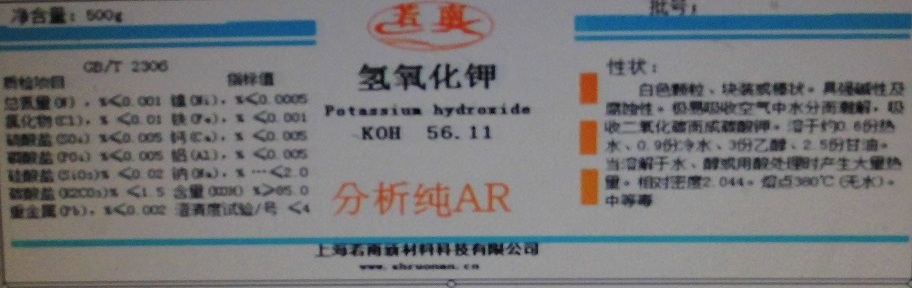 净含量：500g
批号：
若奥
GB/T 2306
质检项目 指标值
总氮量(N)，%≤0.001 镍(Ni)，%≤0.0005
氯化物(Cl)，%≤0.01 铁(Fe)，%≤0.001
硫酸盐(SO₄)%≤0.005 钙(Ca)，%≤0.005
磷酸盐(PO₄)%≤0.005 铝(Al)，%≤0.005
硅酸盐(SiO₃)%≤0.02 钠(Na)，%…≤2.0
碳酸盐(K2CO₃)%≤1.5 含量(KOH)%≥85.0
重金属(Pb)，%≤0.002 澄清度试验/号 ≤4
氢氧化钾
Potassium hydroxide
KOH 56.11
分析纯AR
性状：
白色颗粒、块装或棒状。具强碱性及
腐蚀性。极易吸收空气中水分而潮解，吸
收二氧化碳而成碳酸钾。溶于约0.6份热
水、0.9份冷水、3份乙醇、2.5份甘油。
当溶解于水、醇或用酸处理时产生大量热
量。相对密度2.044。熔点380℃(无水)。
中等毒
上海若南新材料科技有限公司
www.shruonan.cn